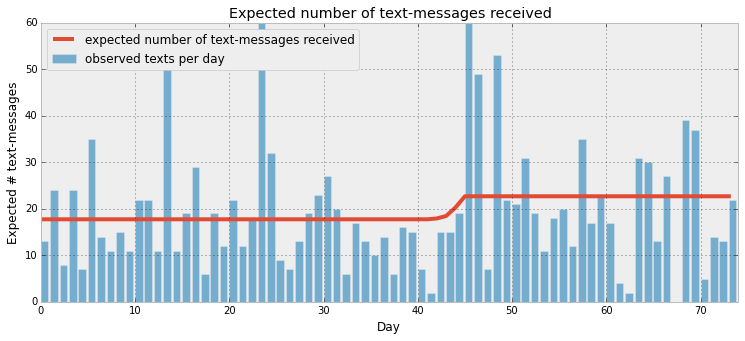 Expected number of text-messages received
expected number of text-messages received
observed texts per day
Expected # text-messages
60
50
40
30
20
10
0
0 10 20 30 40 50 60 70
Day